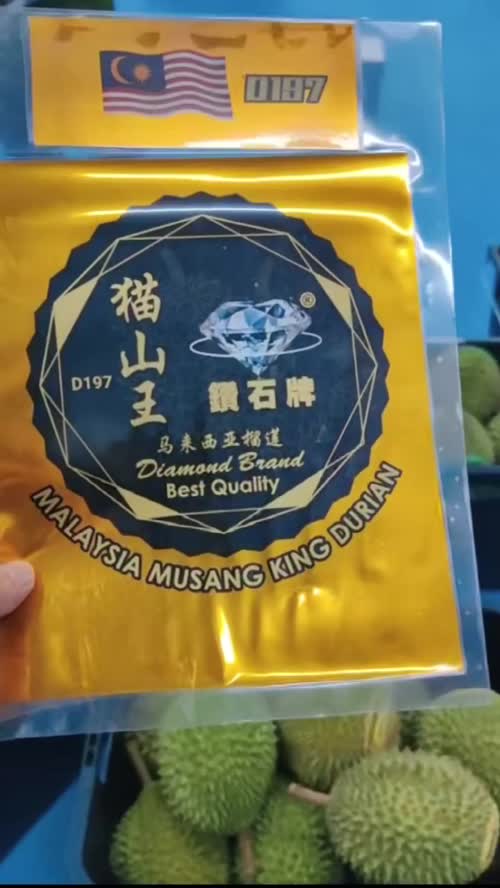 D197
猫山王
D197
®
鑽石牌
马来西亚榴莲
Diamond Brand
Best Quality
MALAYSIA MUSANG KING DURIAN